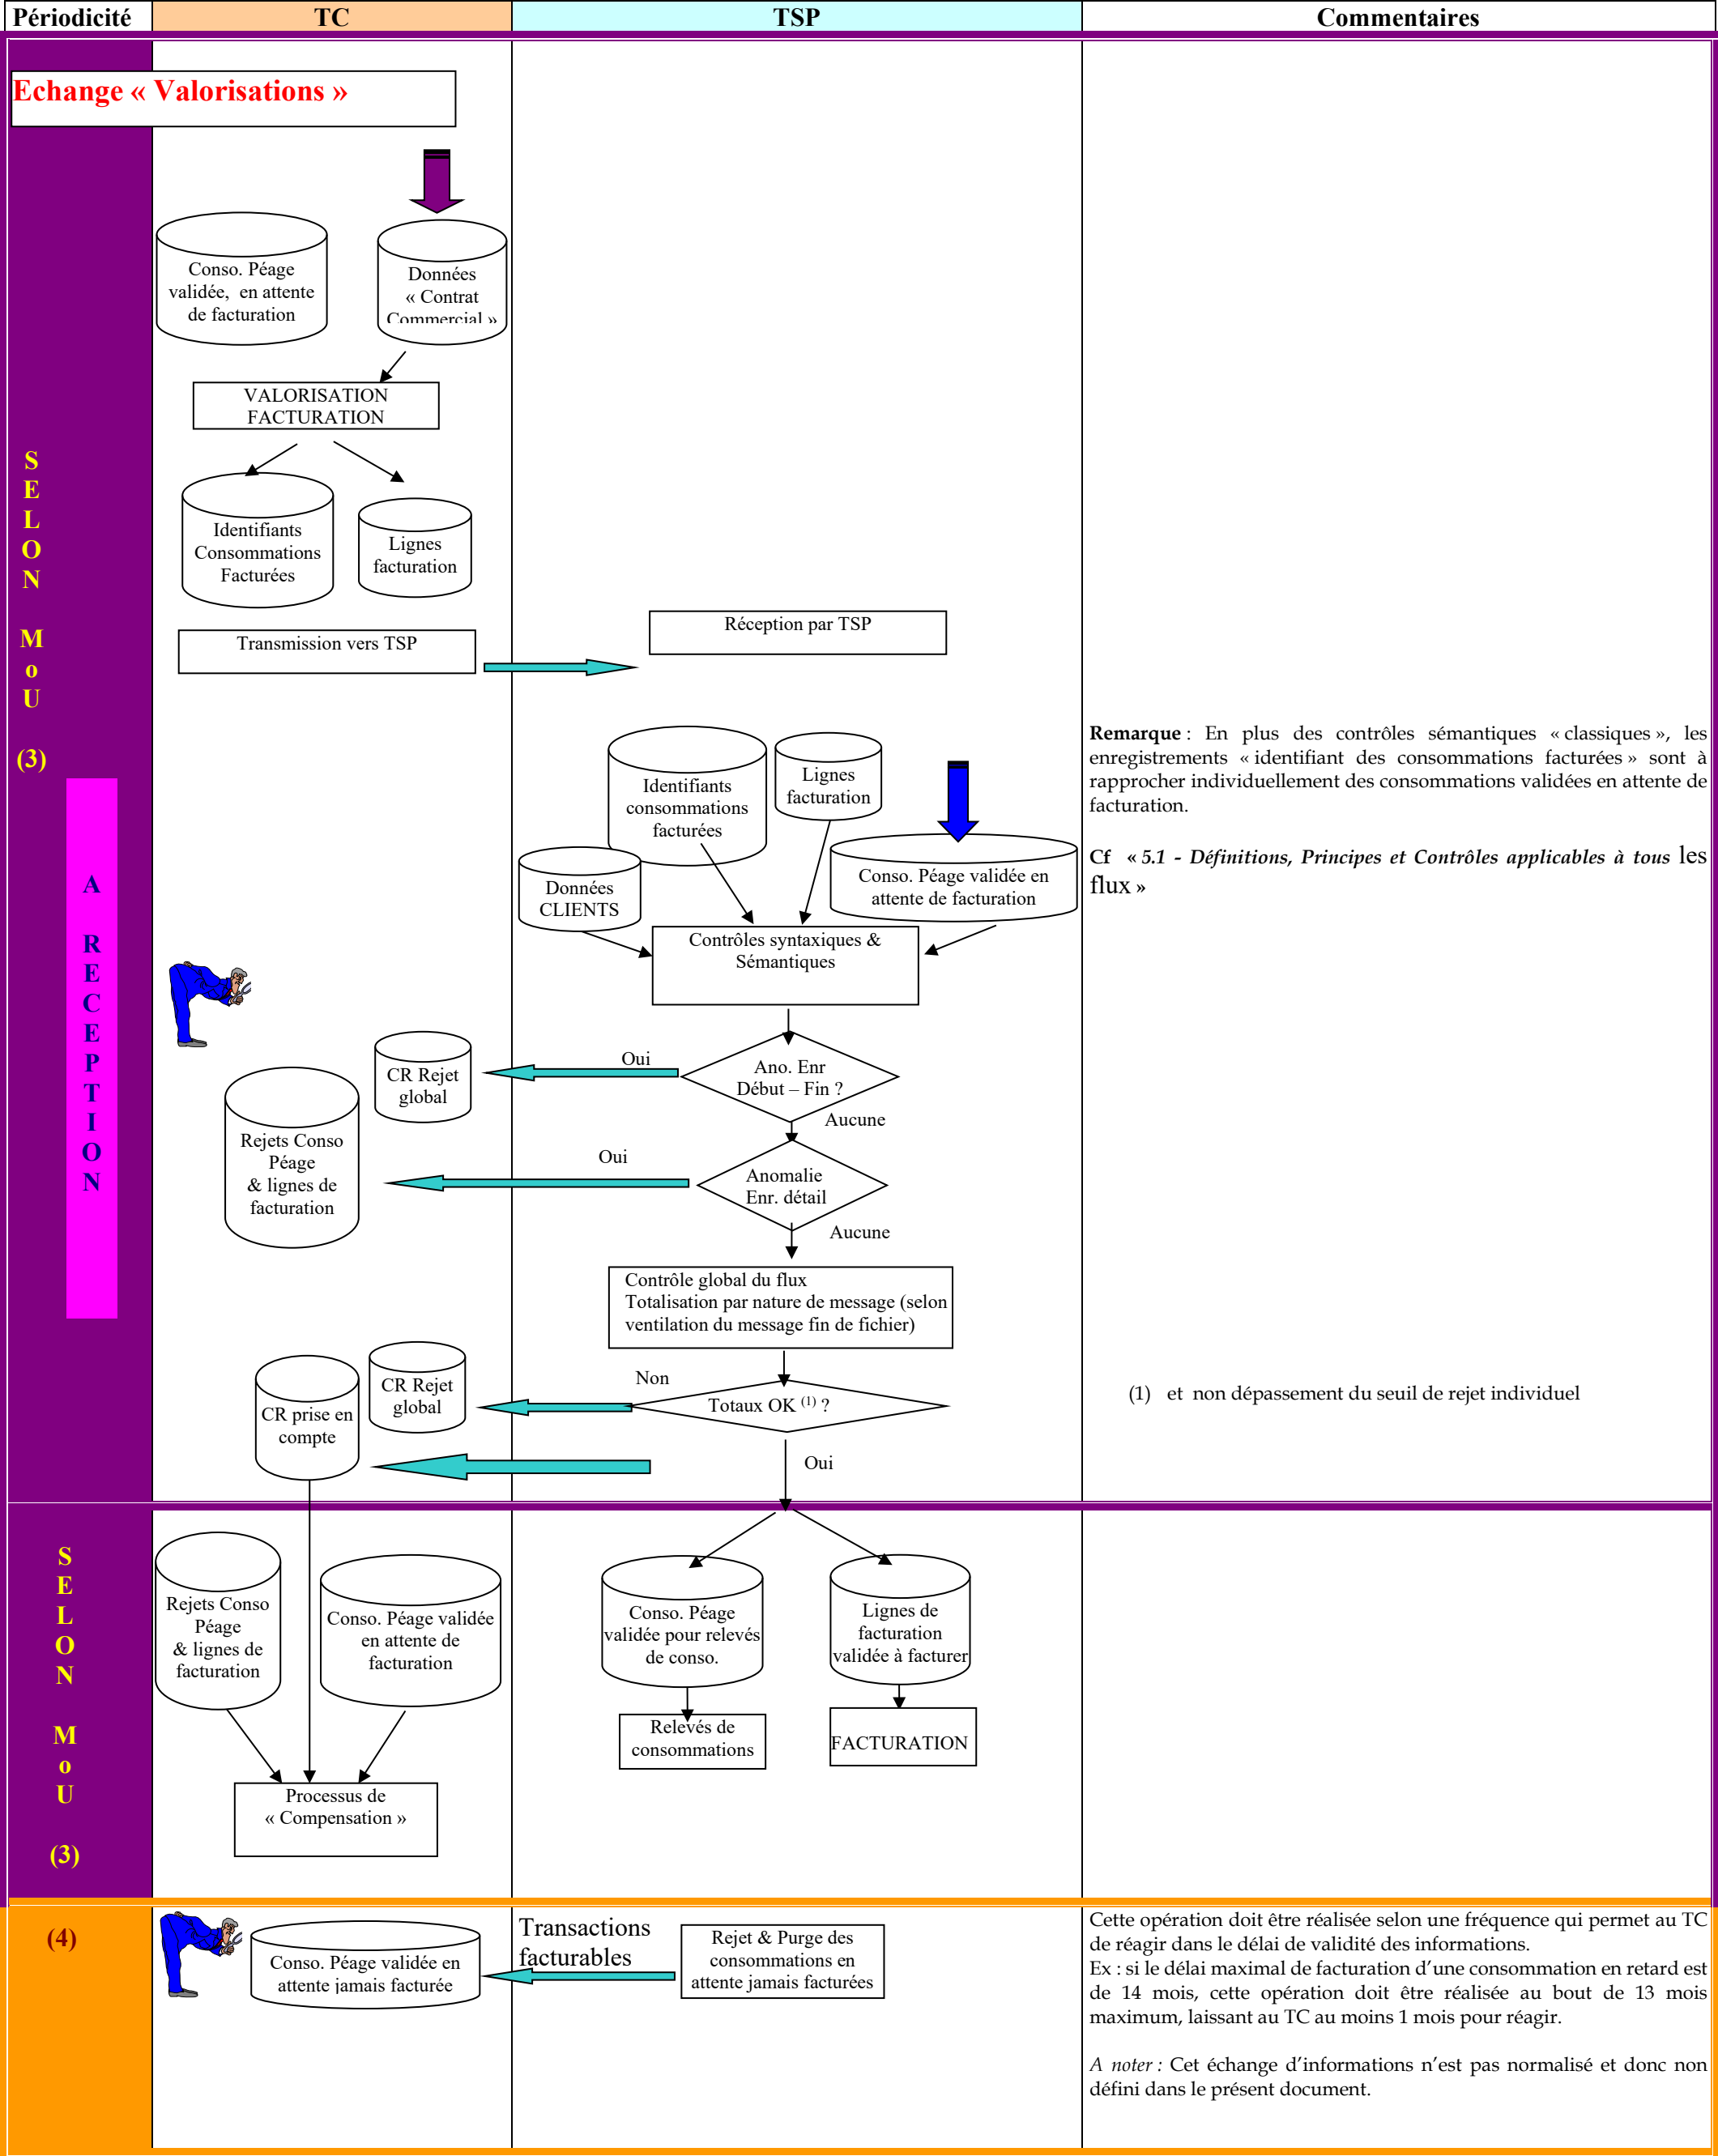 Périodicité TC TSP Commentaires
Echange « Valorisations »
Conso. Péage
validée, en attente
de facturation
Données
« Contrat
Commercial »
VALORISATION
FACTURATION
Identifiants
Consommations
Facturées
Lignes
facturation
Transmission vers TSP
Réception par TSP
S
E
L
O
N
M
o
U
(3)
A
R
E
C
E
P
T
I
O
N
Identifiants
consommations
facturées
Lignes
facturation
Données
CLIENTS
Conso. Péage validée en
attente de facturation
Remarque : En plus des contrôles sémantiques « classiques », les
enregistrements « identifiant des consommations facturées » sont à
rapprocher individuellement des consommations validées en attente de
facturation.
Cf « 5.1 - Définitions, Principes et Contrôles applicables à tous les
flux »
Contrôles syntaxiques &
Sémantiques
Ano. Enr
Début – Fin ?
Oui
CR Rejet
global
Aucune
Anomalie
Enr. détail
Oui
Rejets Conso
Péage
& lignes de
facturation
Aucune
Contrôle global du flux
Totalisation par nature de message (selon
ventilation du message fin de fichier)
Totaux OK (1) ?
Non
CR Rejet
global
CR prise en
compte
Oui
(1) et non dépassement du seuil de rejet individuel
S
E
L
O
N
M
o
U
(3)
Rejets Conso
Péage
& lignes de
facturation
Conso. Péage validée
en attente de
facturation
Conso. Péage
validée pour relevés
de conso.
Lignes de
facturation
validée à facturer
Relevés de
consommations
FACTURATION
Processus de
« Compensation »
(4)
Conso. Péage validée en
attente jamais facturée
Transactions
facturables
Rejet & Purge des
consommations en
attente jamais facturées
Cette opération doit être réalisée selon une fréquence qui permet au TC
de réagir dans le délai de validité des informations.
Ex : si le délai maximal de facturation d’une consommation en retard est
de 14 mois, cette opération doit être réalisée au bout de 13 mois
maximum, laissant au TC au moins 1 mois pour réagir.
A noter : Cet échange d’informations n’est pas normalisé et donc non
défini dans le présent document.